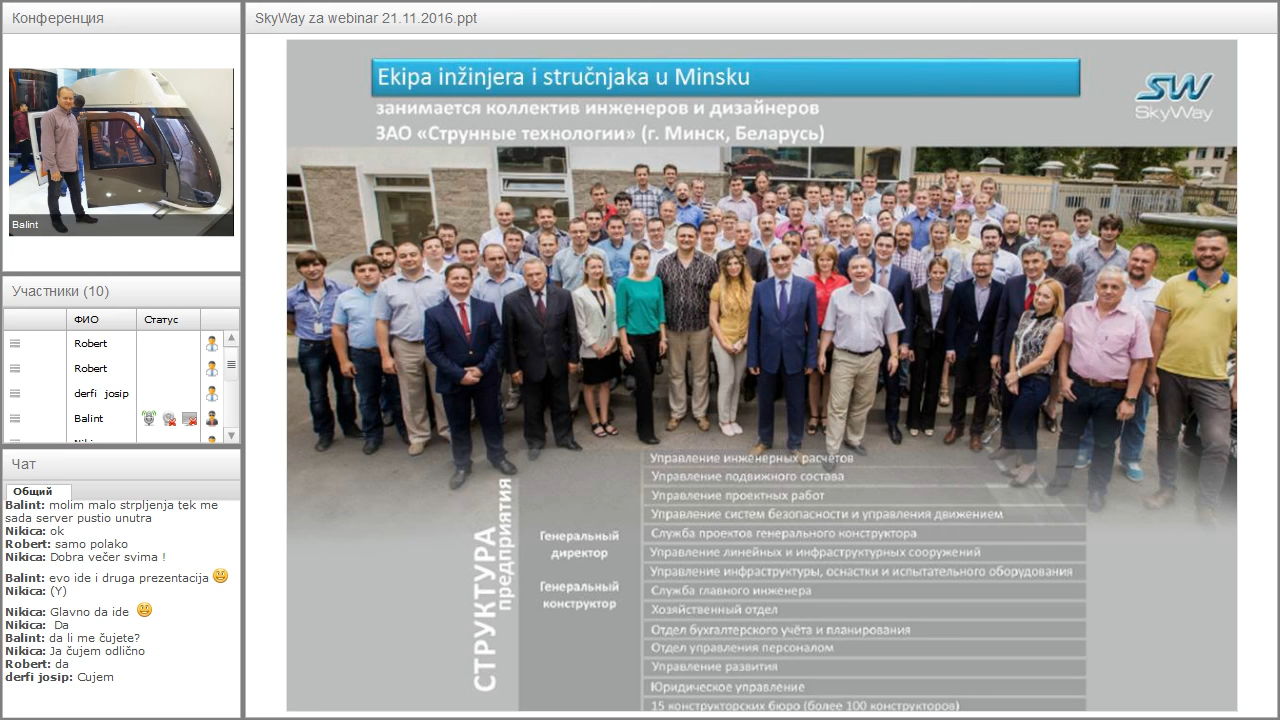 Конференция
Balint
Участники (10)
ФИО Статус
Robert
Robert
derfi josip
Balint
Чат
Общий
Balint: molim malo strpljenja tek me
sada server pustio unutra
Nikica: ok
Robert: samo polako
Nikica: Dobra večer svima !
Balint: evo ide i druga prezentacija
Nikica: (Y)
Nikica: Glavno da ide
Nikica: Da
Balint: da li me čujete?
Nikica: Ja čujem odlično
Robert: da
derfi josip: Cujem
SkyWay za webinar 21.11.2016.ppt
Ekipa inžinjera i stručnjaka u Minsku
занимается коллектив инженеров и дизайнеров
ЗАО «Струнные технологии» (г. Минск, Беларусь)
SW
SkyWay
СТРУКТУРА
предприятия
Генеральный
директор
Генеральный
конструктор
Управление инженерных расчётов
Управление подвижного состава
Управление проектных работ
Управление систем безопасности и управления движением
Служба проектов генерального конструктора
Управление линейных и инфраструктурных сооружений
Управление инфраструктуры, оснастки и испытательного оборудования
Служба главного инженера
Хозяйственный отдел
Отдел бухгалтерского учёта и планирования
Отдел управления персоналом
Управление развития
Юридическое управление
15 конструкторских бюро (более 100 конструкторов)